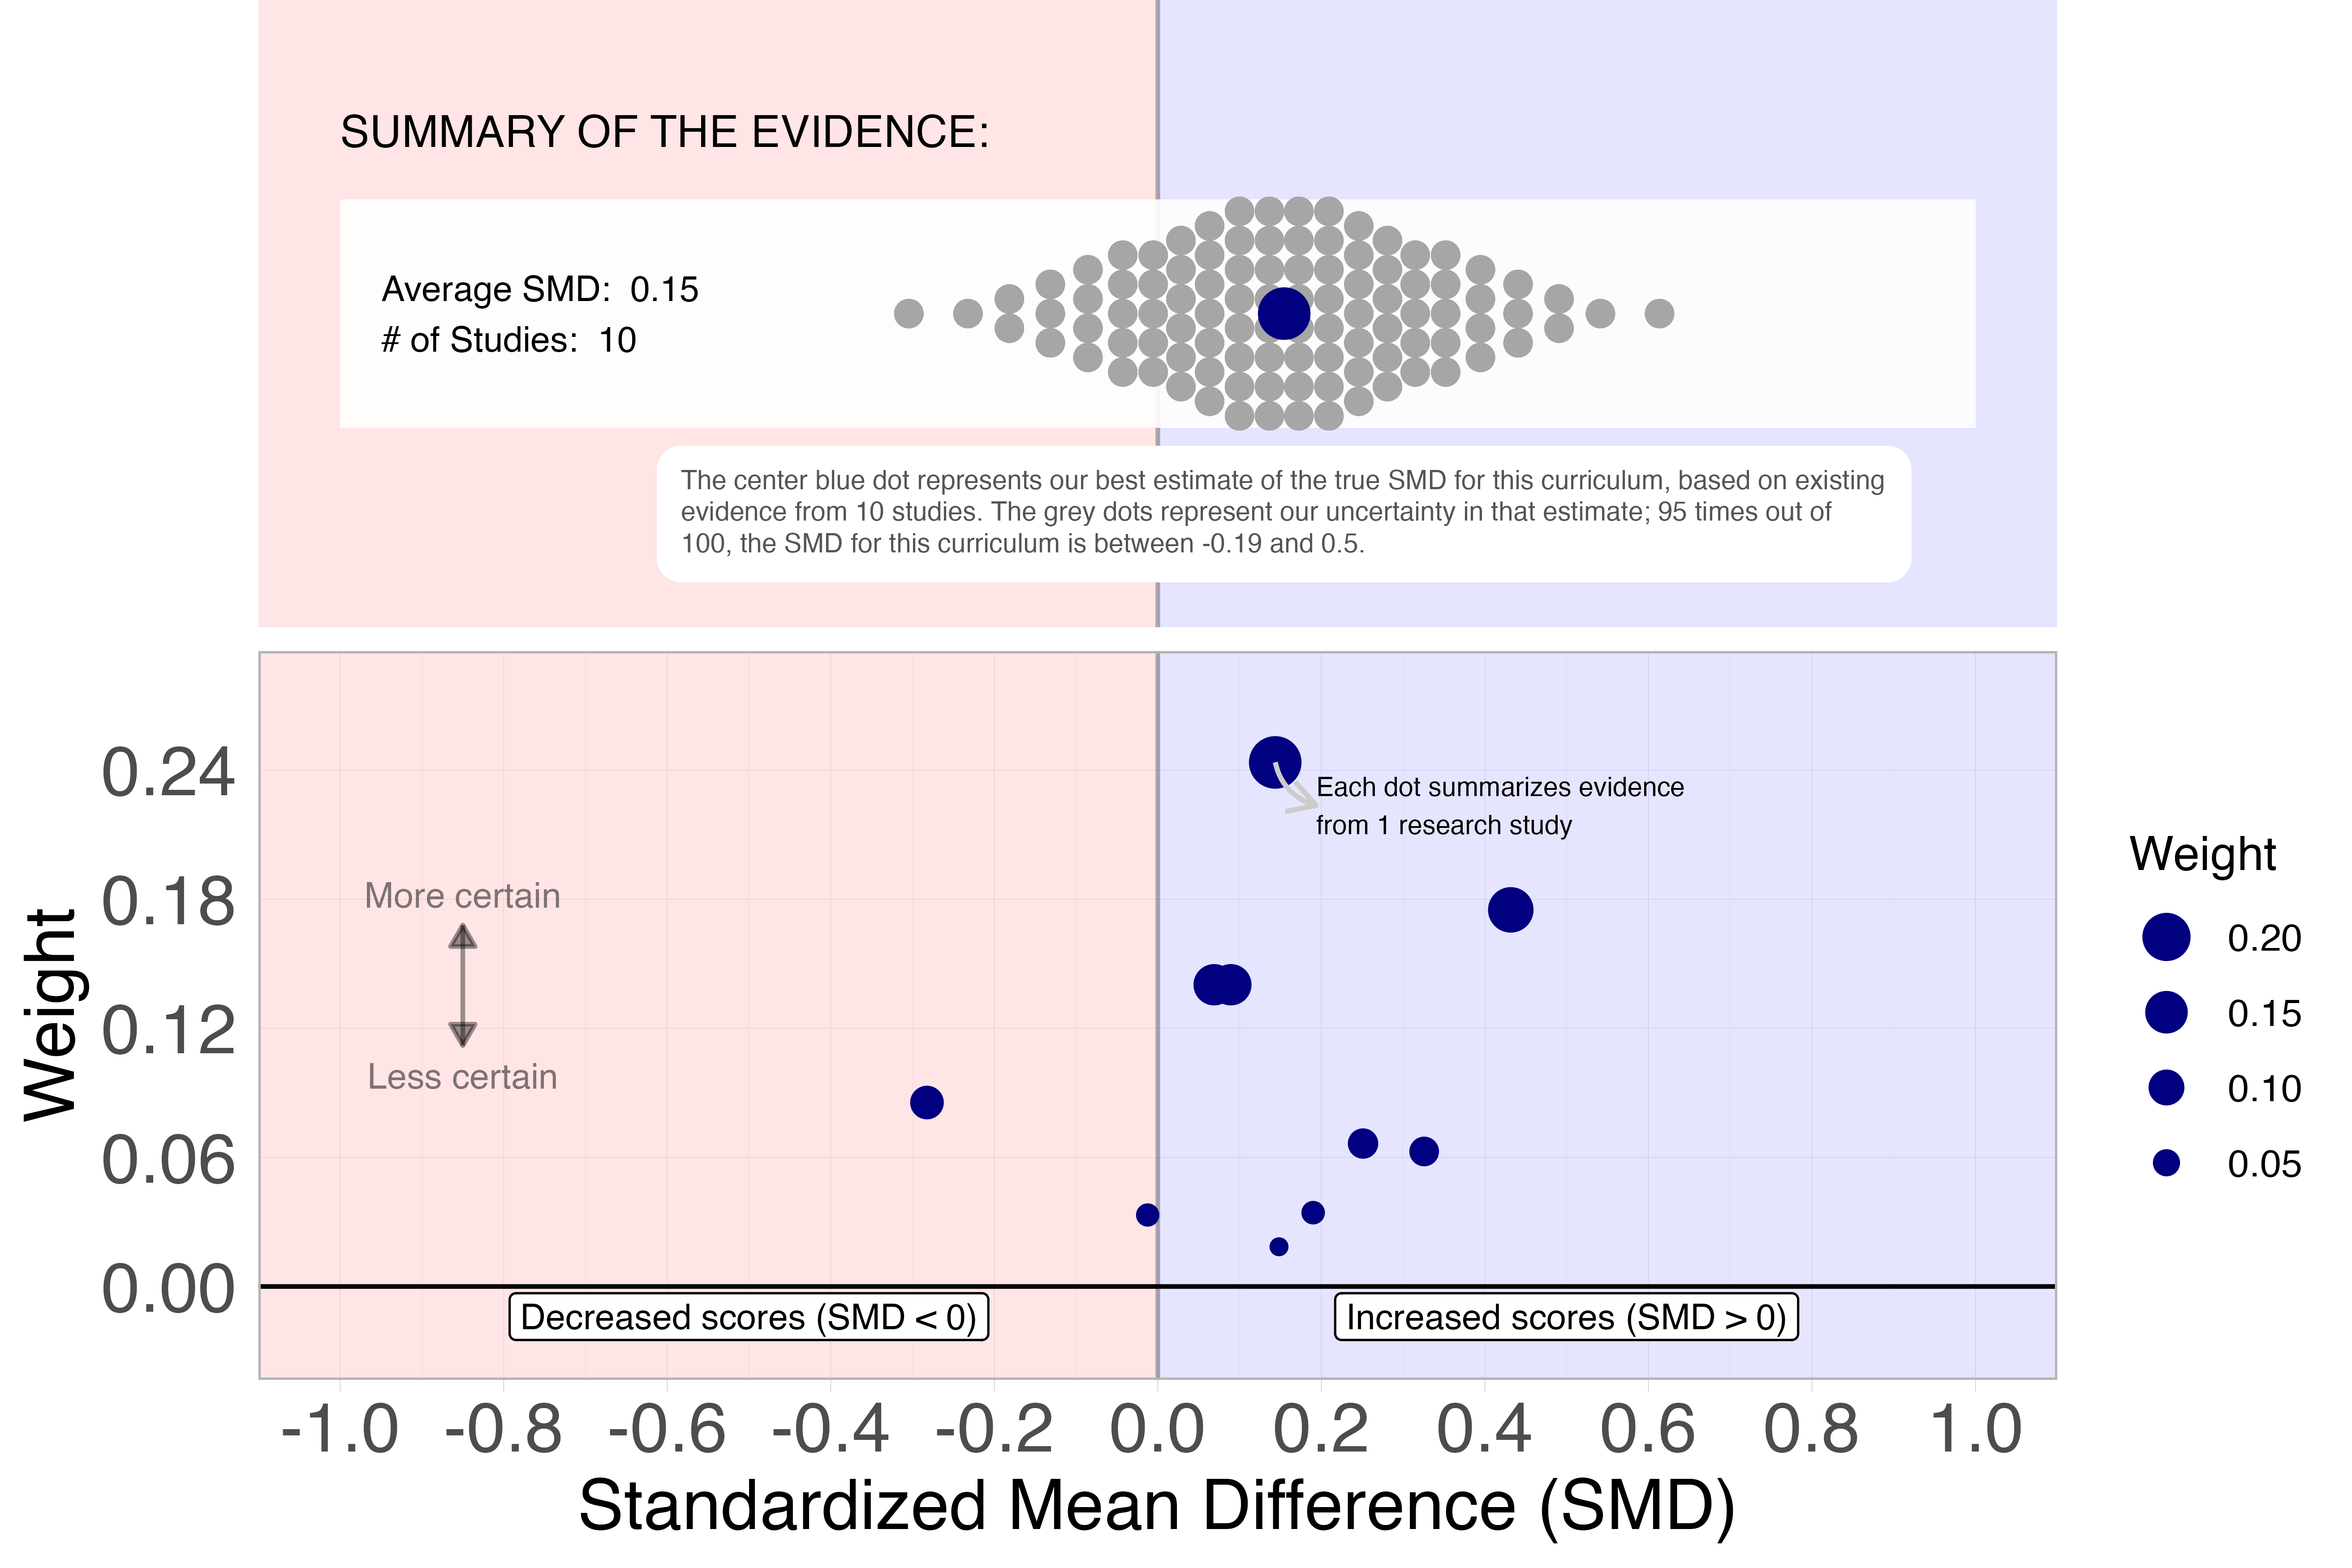 SUMMARY OF THE EVIDENCE:
Average SMD: 0.15
# of Studies: 10
The center blue dot represents our best estimate of the true SMD for this curriculum, based on existing
evidence from 10 studies. The grey dots represent our uncertainty in that estimate; 95 times out of
100, the SMD for this curriculum is between -0.19 and 0.5.
Weight
0.24
0.18
0.12
0.06
0.00
Each dot summarizes evidence
from 1 research study
More certain
Less certain
Decreased scores (SMD < 0)
Increased scores (SMD > 0)
-1.0 -0.8 -0.6 -0.4 -0.2 0.0 0.2 0.4 0.6 0.8 1.0
Standardized Mean Difference (SMD)
Weight
0.20
0.15
0.10
0.05